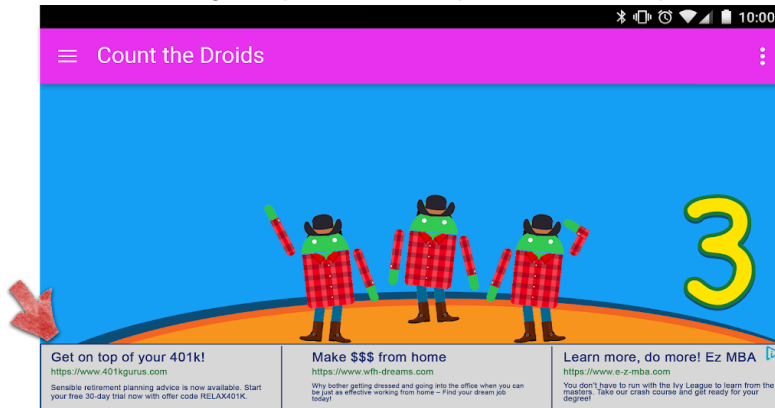 10:00
Count the Droids
3
Get on top of your 401k!
https://www.401kgurus.com
Sensible retirement planning advice is now available. Start
your free 30-day trial now with offer code RELAX401K.
Make $$$ from home
https://www.wfh-dreams.com
Why bother getting dressed and going into the office when you can
be just as effective working from home – Find your dream job
today!
Learn more, do more! Ez MBA
https://www.e-z-mba.com
You don't have to run with the Ivy League to learn from the
masters. Take our crash course and get ready for your
degree!